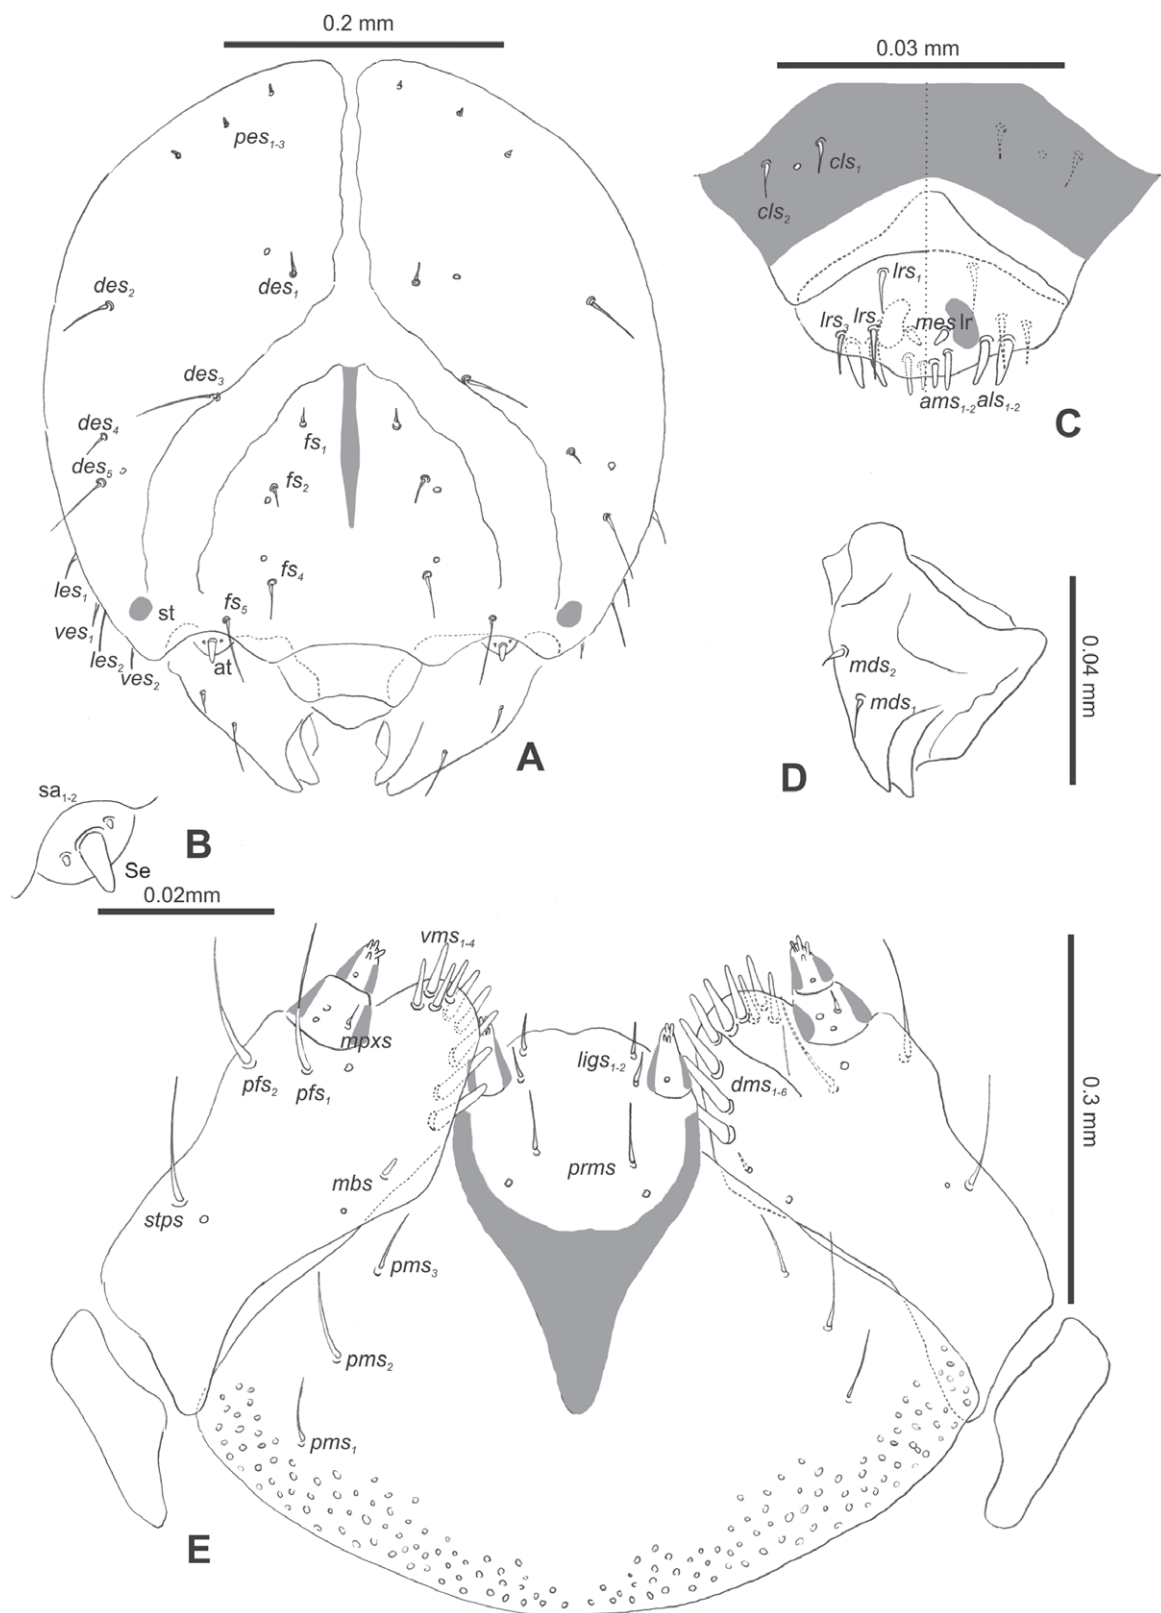 0.2 mm
pes₁₋₃
des₁
des₂
des₃
des₄
des₅
fs₁
fs₂
fs₄
fs₅
les₁
st
ves₁
les₂
ves₂
at
A
0.03 mm
cls₁
cls₂
lrs₁
lrs₃ lrs₂ mes lr
ams₁₋₂ als₁₋₂
C
mds₂
mds₁
0.04 mm
D
sa₁₋₂
B
Se
0.02mm
vms₁₋₄
mpxs
pfs₂ pfs₁
ligs₁₋₂
dms₁₋₆
mbs
prms
stps
pms₃
pms₂
pms₁
0.3 mm
E